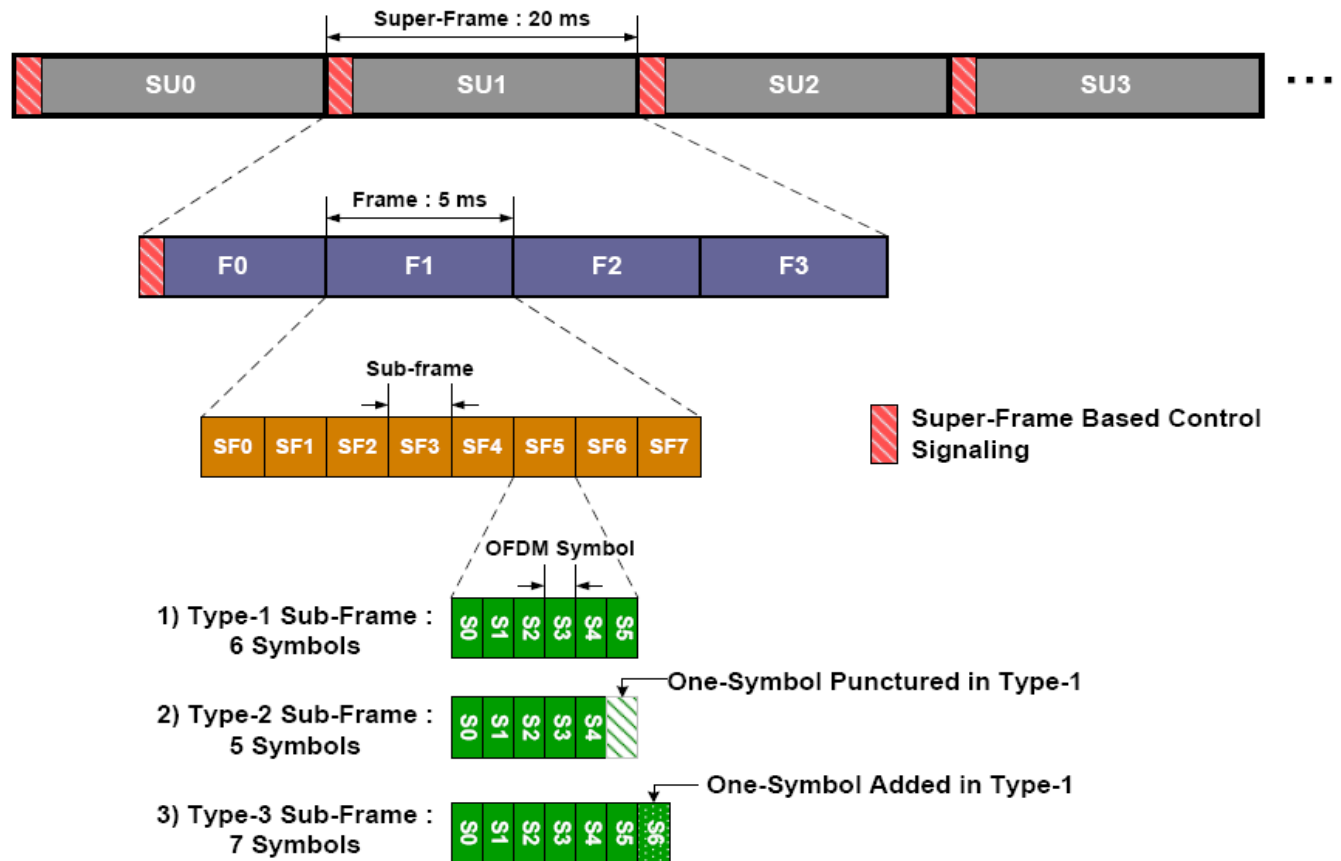 Super-Frame : 20 ms
SU0 SU1 SU2 SU3 ...
Frame : 5 ms
F0 F1 F2 F3
Sub-frame
SF0 SF1 SF2 SF3 SF4 SF5 SF6 SF7
Super-Frame Based Control
Signaling
OFDM Symbol
1) Type-1 Sub-Frame :
6 Symbols
S0 S1 S2 S3 S4 S5
One-Symbol Punctured in Type-1
2) Type-2 Sub-Frame :
5 Symbols
S0 S1 S2 S3 S4
One-Symbol Added in Type-1
3) Type-3 Sub-Frame :
7 Symbols
S0 S1 S2 S3 S4 S5 S6